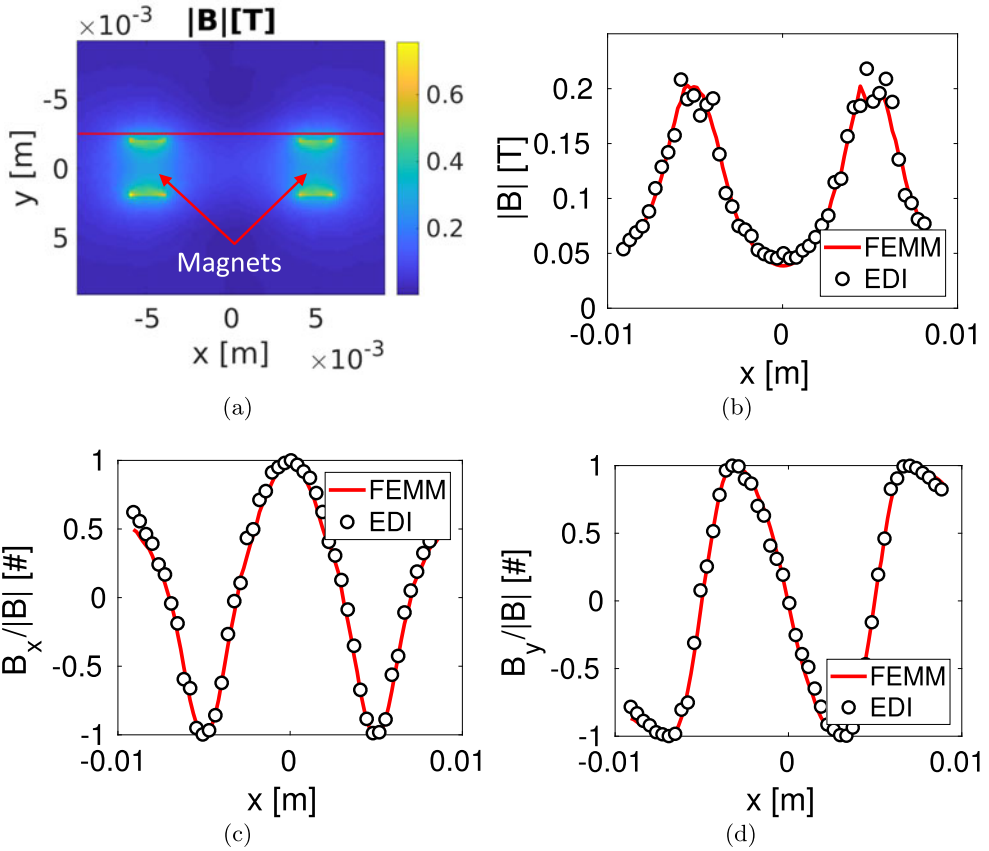 ×10⁻³
|B|[T]
-5
0
5
y [m]
0.6
0.4
0.2
Magnets
-5 0 5
x [m]
×10⁻³
(a)
0.2
0.15
0.1
0.05
0
|B| [T]
FEMM
EDI
-0.01 0 0.01
x [m]
(b)
1
0.5
0
-0.5
-1
Bₓ/|B| [#]
FEMM
EDI
-0.01 0 0.01
x [m]
(c)
1
0.5
0
-0.5
-1
B_y/|B| [#]
FEMM
EDI
-0.01 0 0.01
x [m]
(d)